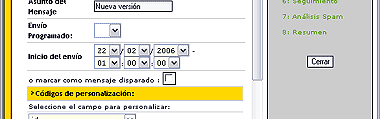 Asunto del
Mensaje
Nueva versión
Envío
Programado:
Inicio del envío
22 / 02 / 2006 -
01 : 00 : 00
o marcar como mensaje disparado :
>Códigos de personalización:
Seleccione el campo para personalizar:
6: Seguimiento
7: Análisis Spam
8: Resumen
Cerrar